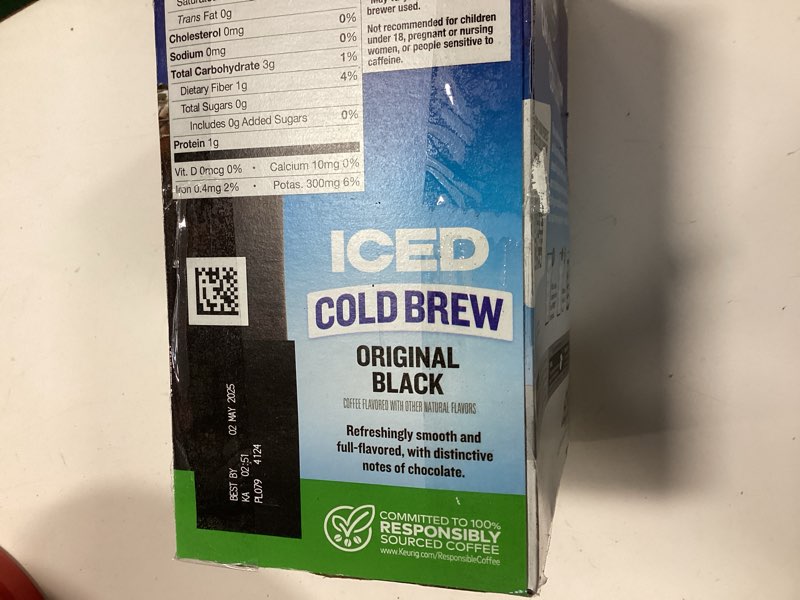 Trans Fat 0g 0%
Cholesterol 0mg 0%
Sodium 0mg 1%
Total Carbohydrate 3g 4%
Dietary Fiber 1g
Total Sugars 0g
Includes 0g Added Sugars 0%
Protein 1g
Vit. D 0mcg 0% • Calcium 10mg 0%
Iron 0.4mg 2% • Potas. 300mg 6%
brewer used.
Not recommended for children
under 18, pregnant or nursing
women, or people sensitive to
caffeine.
ICED
COLD BREW
ORIGINAL
BLACK
COFFEE FLAVORED WITH OTHER NATURAL FLAVORS
Refreshingly smooth and
full-flavored, with distinctive
notes of chocolate.
BEST BY 02 MAY 2025
KA 02:51
PL079 4124
COMMITTED TO 100%
RESPONSIBLY
SOURCED COFFEE
www.Keurig.com/ResponsibleCoffee